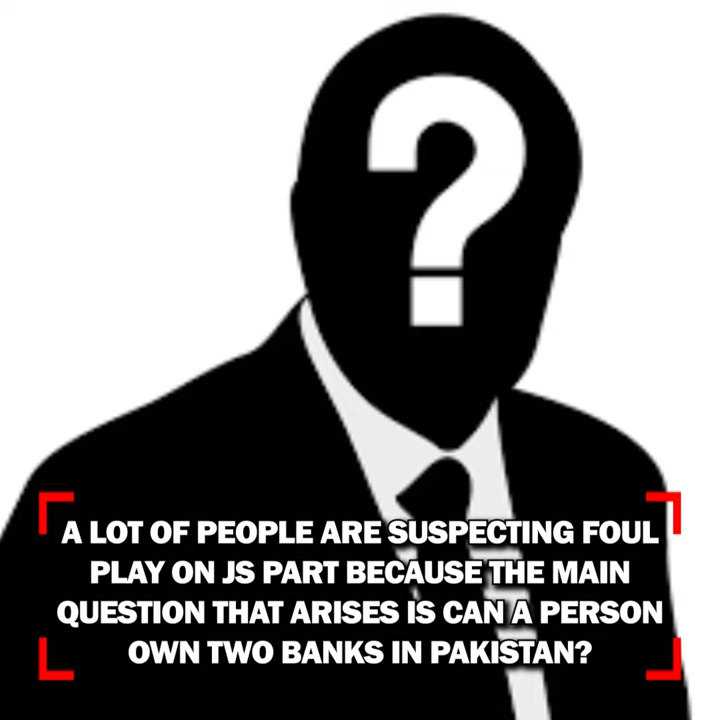 ?
A LOT OF PEOPLE ARE SUSPECTING FOUL
PLAY ON JS PART BECAUSE THE MAIN
QUESTION THAT ARISES IS CAN A PERSON
OWN TWO BANKS IN PAKISTAN?